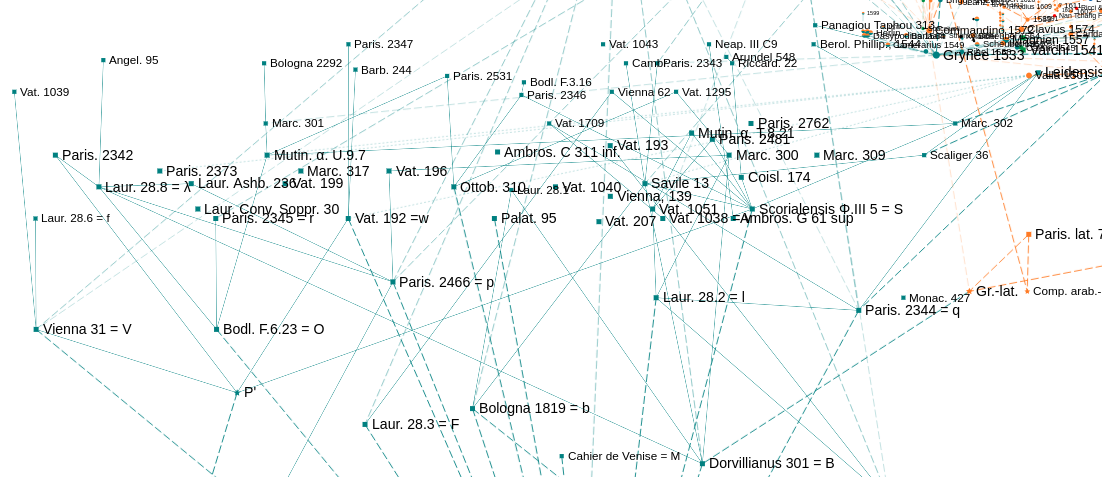 1599
Rhedius 1609
Panagiou Taphou 313
Commandino 1572
Clavius 1574
Paris. 2347
Vat. 1043
Neap. III C9
Berol. Phillips 1544
Camerarius 1549
Grynée 1533
Varchi 1541
Angel. 95
Bologna 2292
Barb. 244
Paris. 2531
Paris. 2343
Arundel 548
Riccard. 22
Vat. 1039
Bodl. F.3.16
Paris. 2346
Vienna 62
Vat. 1295
Marc. 301
Vat. 1709
Paris. 2762
Marc. 302
Mutin. α. T.8.21
Paris. 2481
Paris. 2342
Mutin. α. U.9.7
Ambros. C 311 inf.
Vat. 193
Marc. 300
Marc. 309
Scaliger 36
Paris. 2373
Marc. 317
Vat. 196
Coisl. 174
Laur. 28.8 = λ
Laur. Ashb. 236
Vat. 199
Ottob. 310
Laur. 28.1
Vat. 1040
Savile 13
Vienna, 139
Laur. Conv. Soppr. 30
Vat. 1051
Scorialensis Φ.III 5 = S
Laur. 28.6 = f
Paris. 2345 = r
Vat. 192 =w
Palat. 95
Vat. 207
Vat. 1038 = v
Ambros. G 61 sup
Paris. lat. 7
Paris. 2466 = p
Laur. 28.2 = l
Monac. 427
Gr.-lat.
Comp. arab.-
Paris. 2344 = q
Vienna 31 = V
Bodl. F.6.23 = O
P'
Bologna 1819 = b
Laur. 28.3 = F
Cahier de Venise = M
Dorvillianus 301 = B